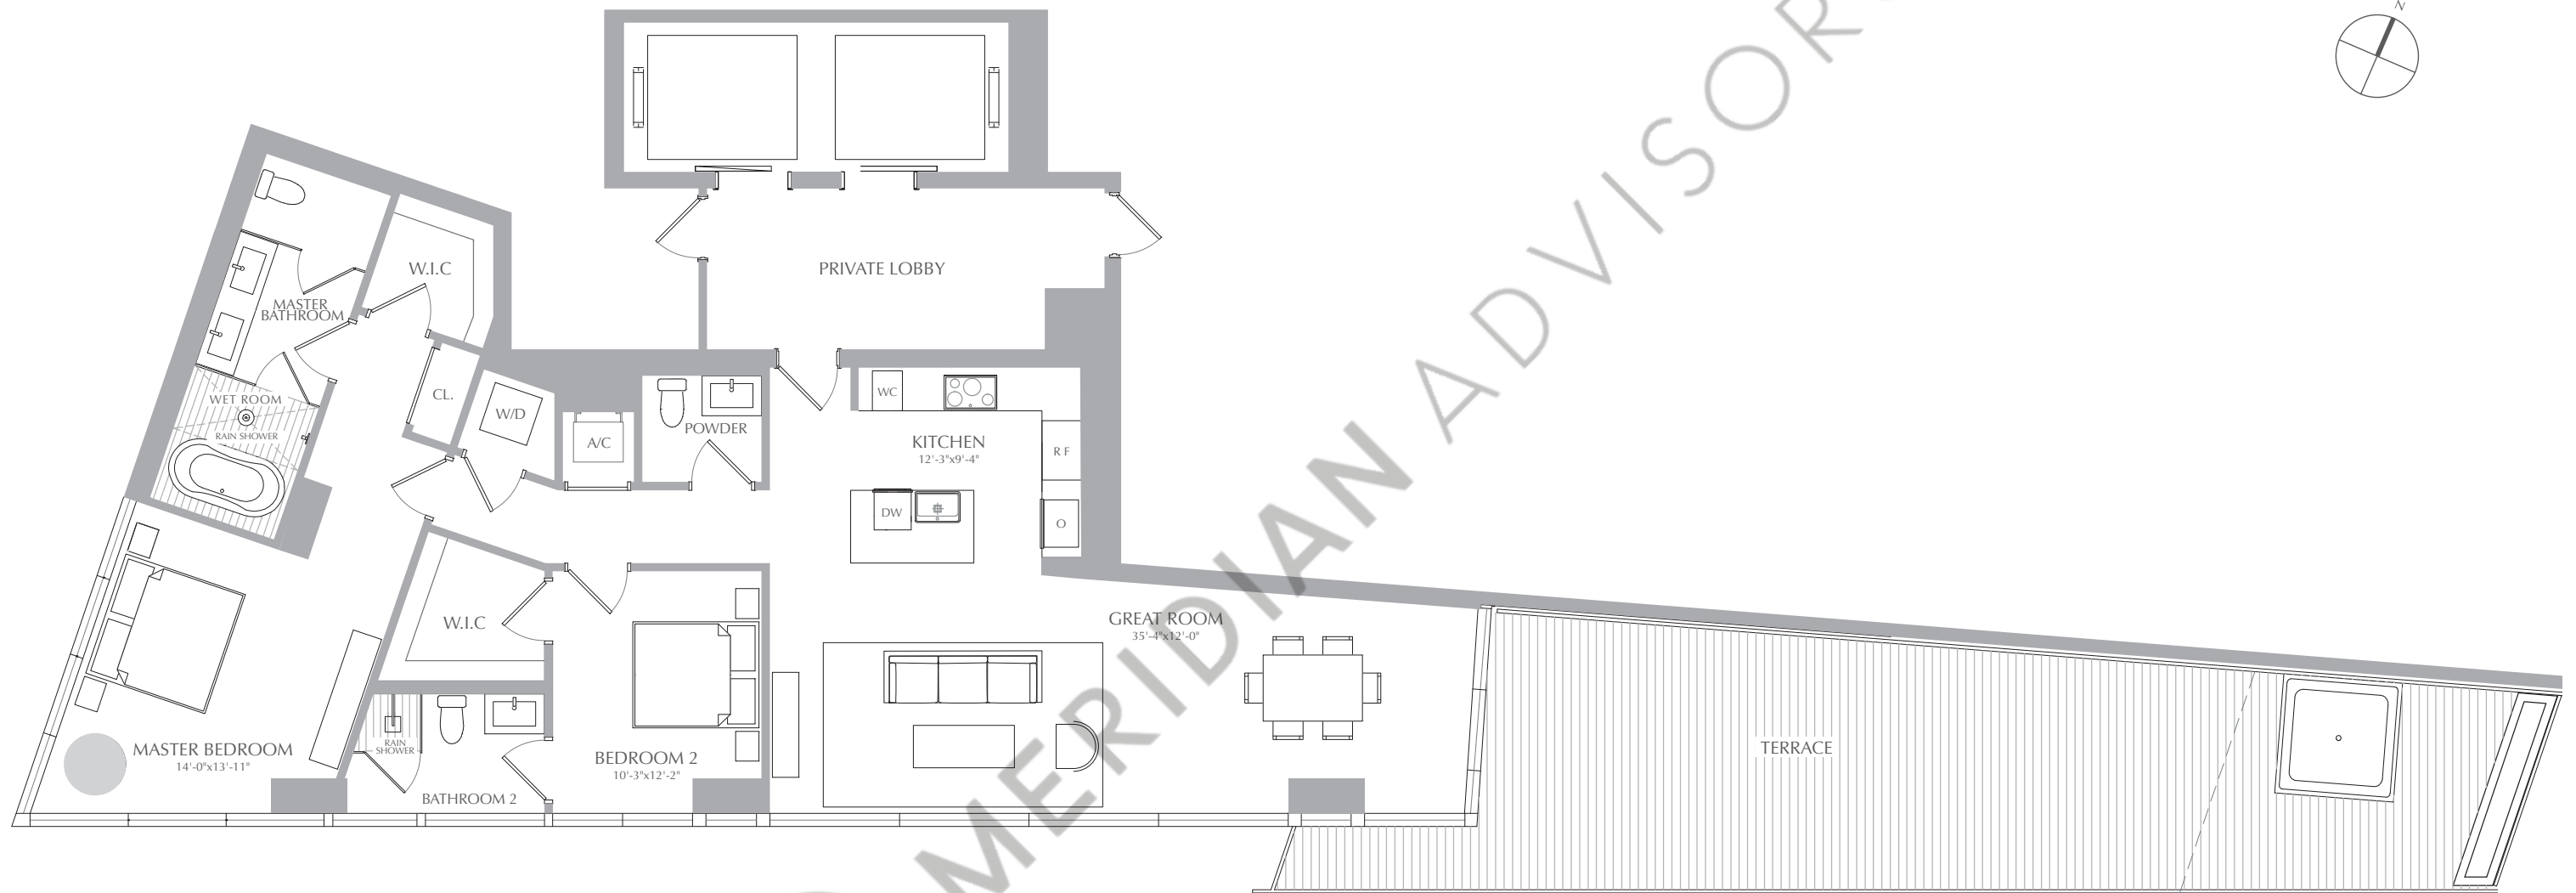 N
W.I.C
PRIVATE LOBBY
MASTER
BATHROOM
WET ROOM
RAIN SHOWER
CL.
W/D
A/C
POWDER
WC
KITCHEN
12'-3"x9'-4"
R F
DW
O
W.I.C
GREAT ROOM
35'-4"x12'-0"
MASTER BEDROOM
14'-0"x13'-11"
RAIN
SHOWER
BATHROOM 2
BEDROOM 2
10'-3"x12'-2"
TERRACE
MERIDIAN ADVISOR